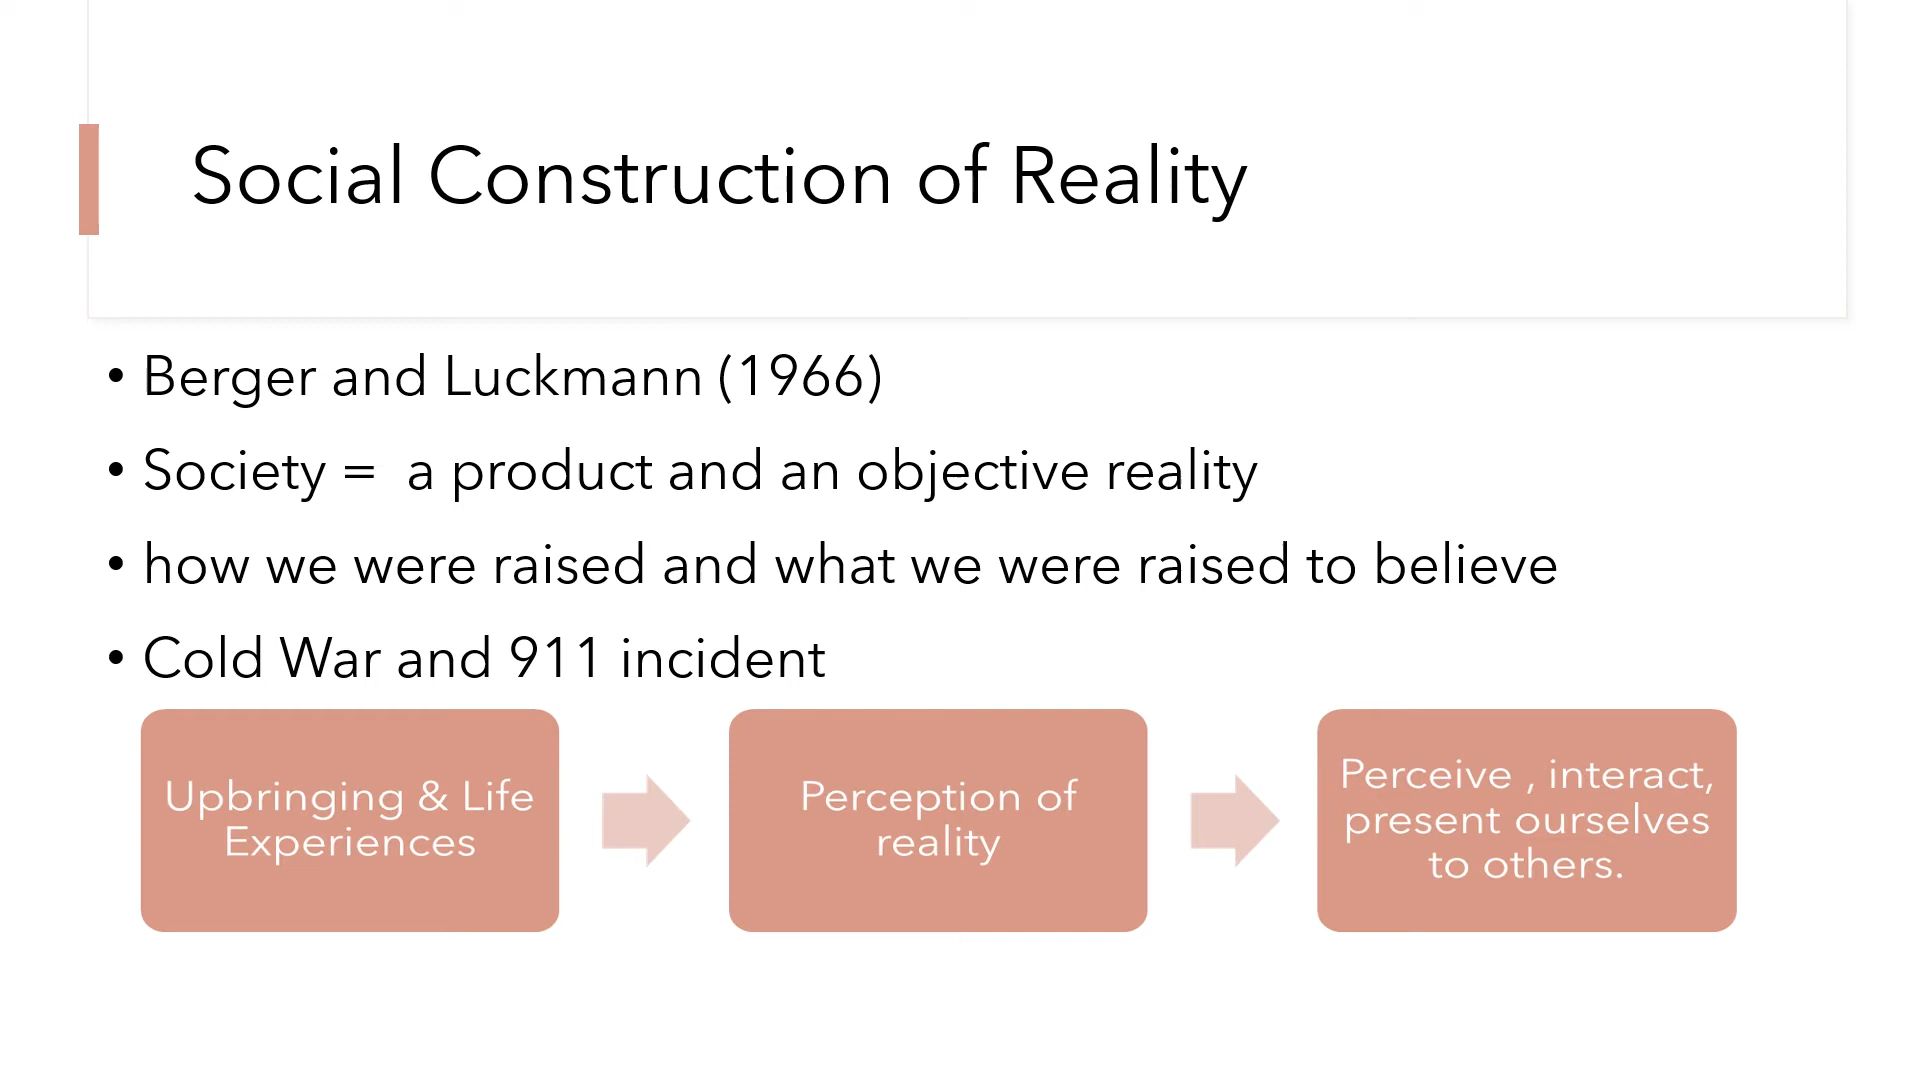 Social Construction of Reality
• Berger and Luckmann (1966)
• Society =  a product and an objective reality
• how we were raised and what we were raised to believe
• Cold War and 911 incident
Upbringing & Life
Experiences
Perception of
reality
Perceive , interact,
present ourselves
to others.